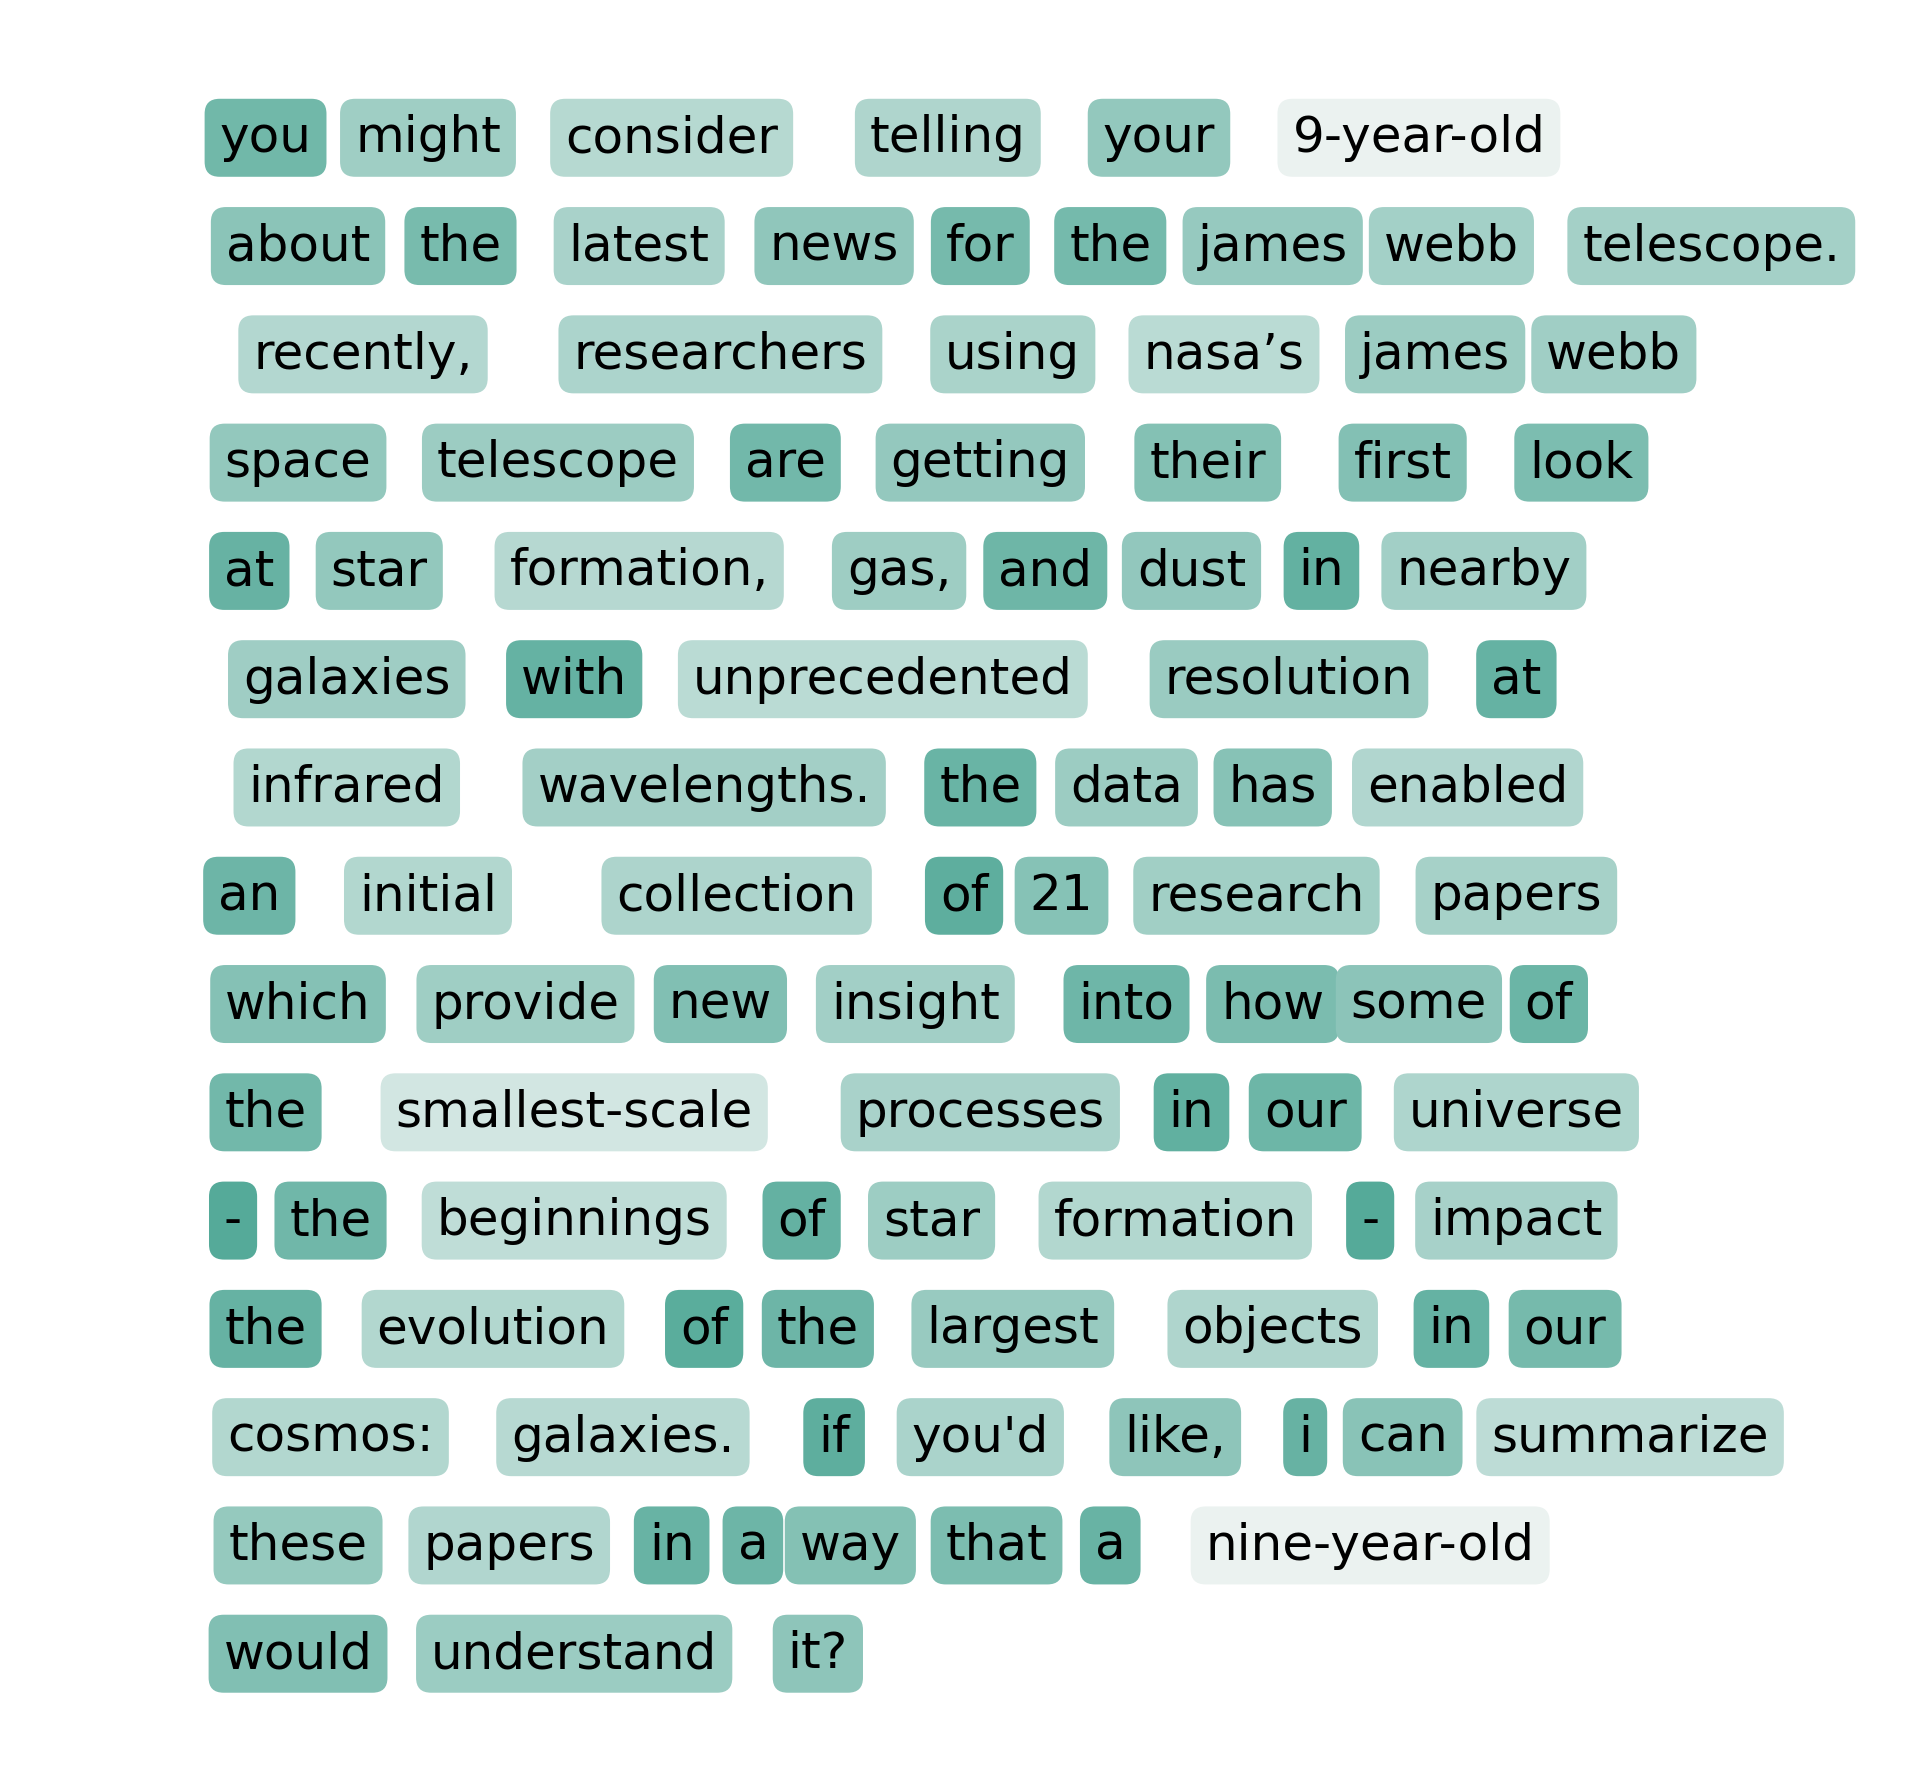 you might consider telling your 9-year-old
about the latest news for the james webb telescope.
recently, researchers using nasa’s james webb
space telescope are getting their first look
at star formation, gas, and dust in nearby
galaxies with unprecedented resolution at
infrared wavelengths. the data has enabled
an initial collection of 21 research papers
which provide new insight into how some of
the smallest-scale processes in our universe
- the beginnings of star formation - impact
the evolution of the largest objects in our
cosmos: galaxies. if you'd like, i can summarize
these papers in a way that a nine-year-old
would understand it?